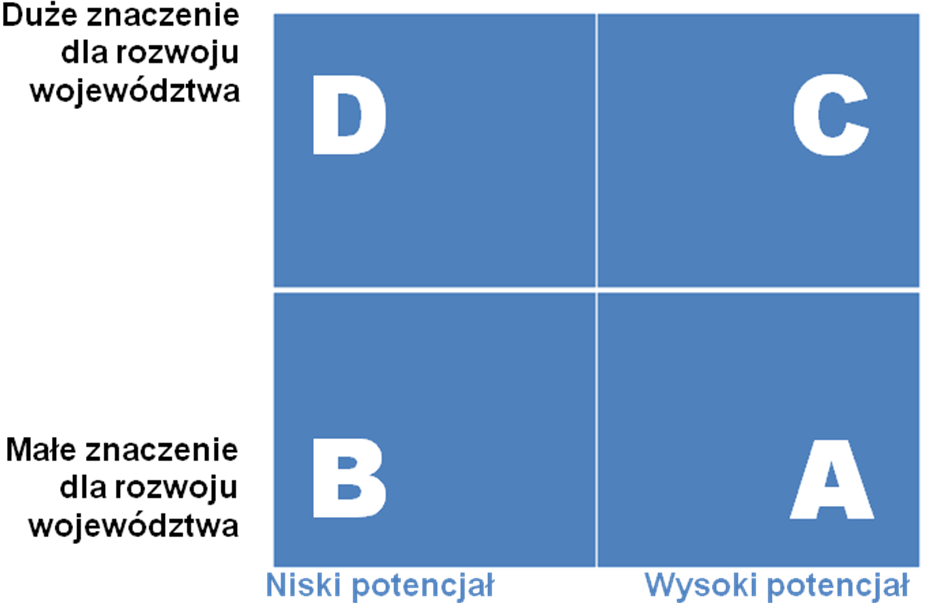 Duże znaczenie
dla rozwoju
województwa
D
C
Małe znaczenie
dla rozwoju
województwa
B
A
Niski potencjał
Wysoki potencjał